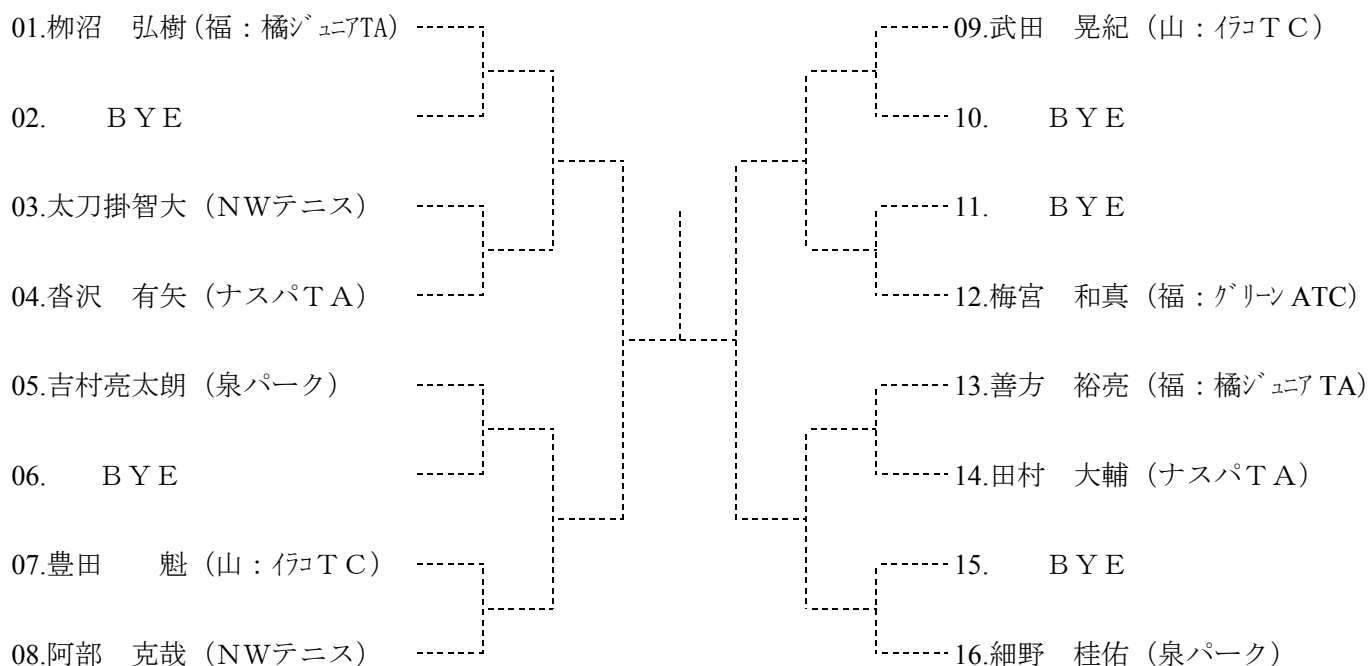 01.栁沼　弘樹(福：橘ｼﾞｭﾆｱTA)
02.　　ＢＹＥ
03.太刀掛智大（ＮＷテニス）
04.沓沢　有矢（ナスパＴＡ）
05.吉村亮太朗（泉パーク）
06.　　ＢＹＥ
07.豊田　　魁（山：ｲﾗｺＴＣ）
08.阿部　克哉（ＮＷテニス）
09.武田　晃紀（山：ｲﾗｺＴＣ）
10.　　ＢＹＥ
11.　　ＢＹＥ
12.梅宮　和真（福：ｸﾞﾘｰﾝ ATC）
13.善方　裕亮（福：橘ｼﾞｭﾆｱ TA）
14.田村　大輔（ナスパＴＡ）
15.　　ＢＹＥ
16.細野　桂佑（泉パーク）